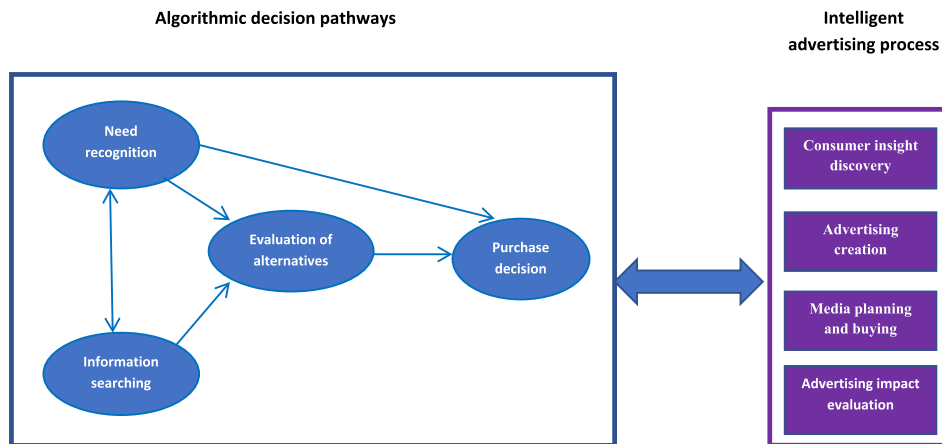 Algorithmic decision pathways
Intelligent
advertising process
Need
recognition
Evaluation of
alternatives
Purchase
decision
Information
searching
Consumer insight
discovery
Advertising
creation
Media planning
and buying
Advertising impact
evaluation